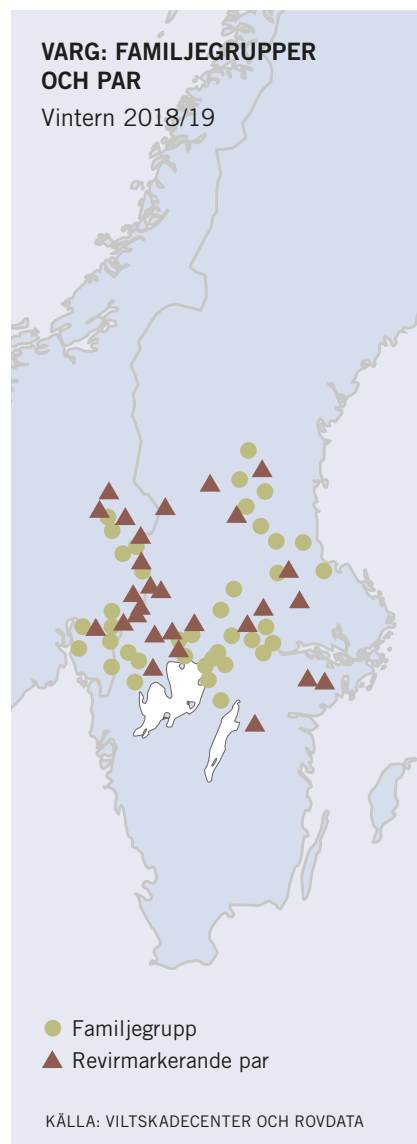 VARG: FAMILJEGRUPPER
OCH PAR
Vintern 2018/19
Familjegrupp
Revirmarkerande par
KÄLLA: VILTSKADECENTER OCH ROVDATA